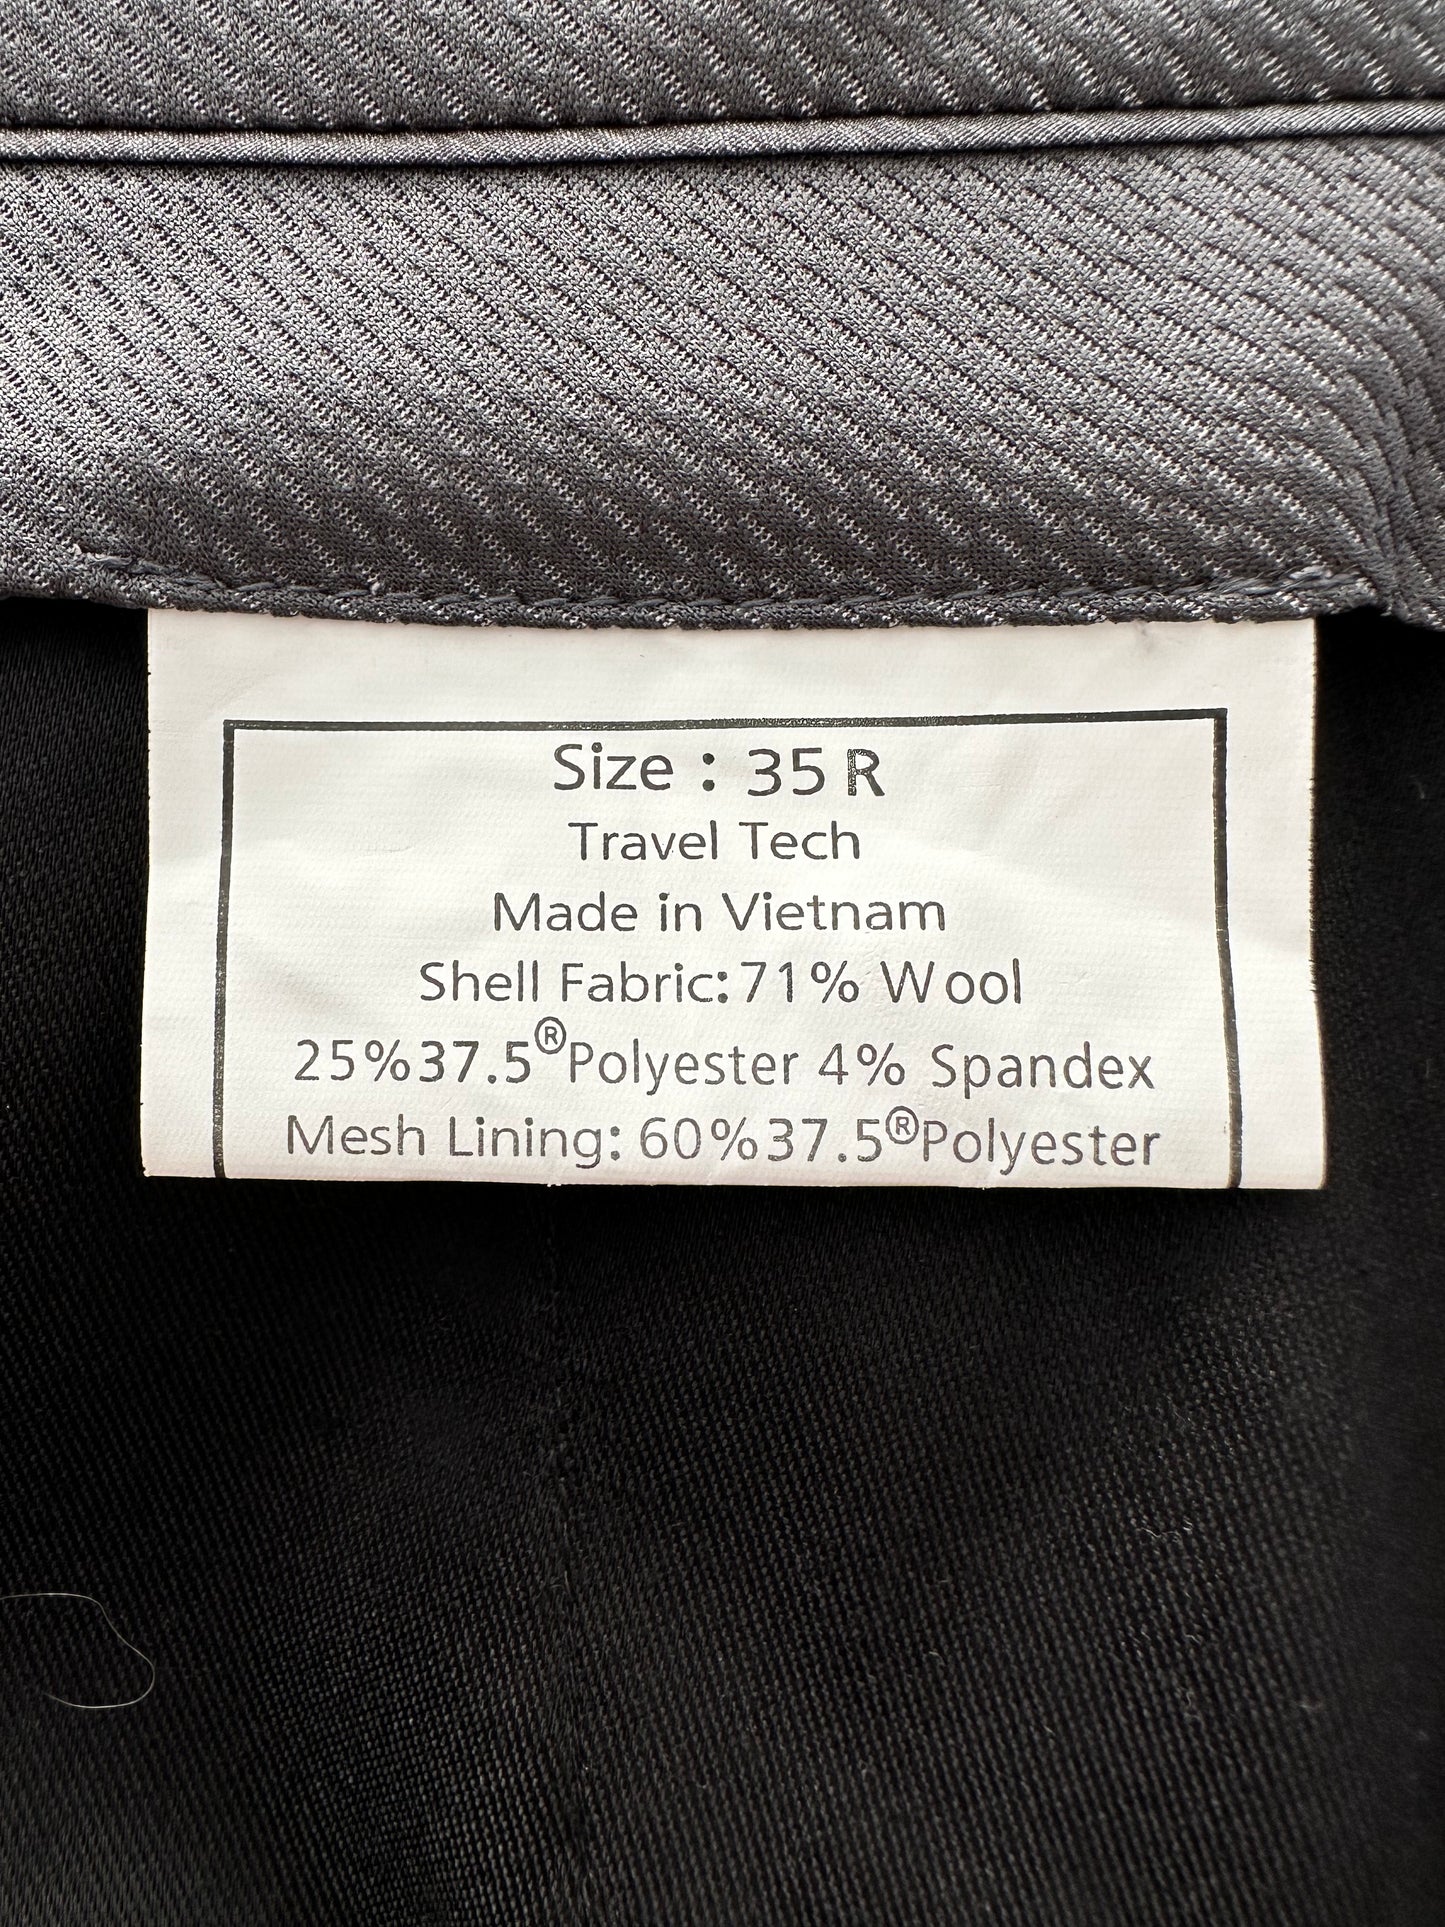 Size : 35 R
Travel Tech
Made in Vietnam
Shell Fabric: 71% Wool
25%37.5®Polyester 4% Spandex
Mesh Lining: 60%37.5®Polyester